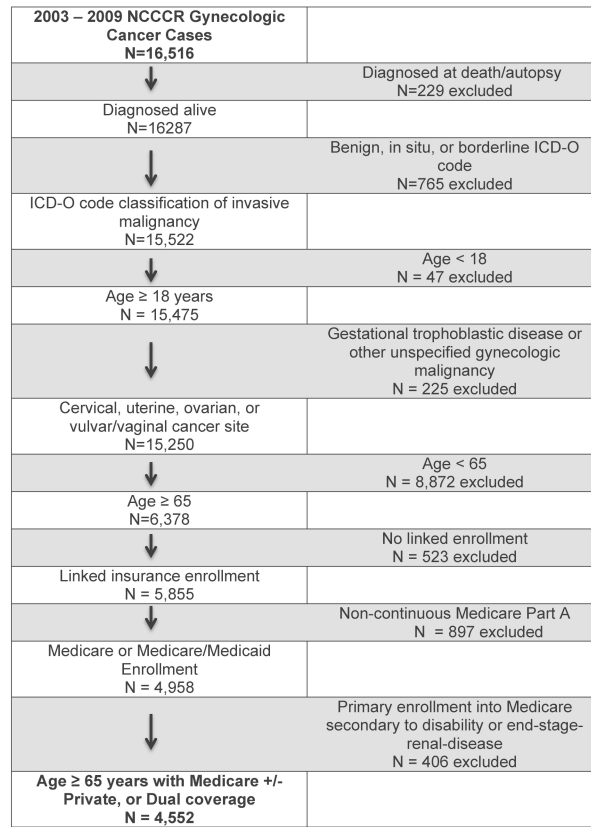 2003 – 2009 NCCCR Gynecologic
Cancer Cases
N=16,516
Diagnosed at death/autopsy
N=229 excluded
Diagnosed alive
N=16287
Benign, in situ, or borderline ICD-O
code
N=765 excluded
ICD-O code classification of invasive
malignancy
N=15,522
Age < 18
N = 47 excluded
Age ≥ 18 years
N = 15,475
Gestational trophoblastic disease or
other unspecified gynecologic
malignancy
N = 225 excluded
Cervical, uterine, ovarian, or
vulvar/vaginal cancer site
N=15,250
Age < 65
N = 8,872 excluded
Age ≥ 65
N=6,378
No linked enrollment
N = 523 excluded
Linked insurance enrollment
N = 5,855
Non-continuous Medicare Part A
N = 897 excluded
Medicare or Medicare/Medicaid
Enrollment
N = 4,958
Primary enrollment into Medicare
secondary to disability or end-stage-
renal-disease
N = 406 excluded
Age ≥ 65 years with Medicare +/-
Private, or Dual coverage
N = 4,552